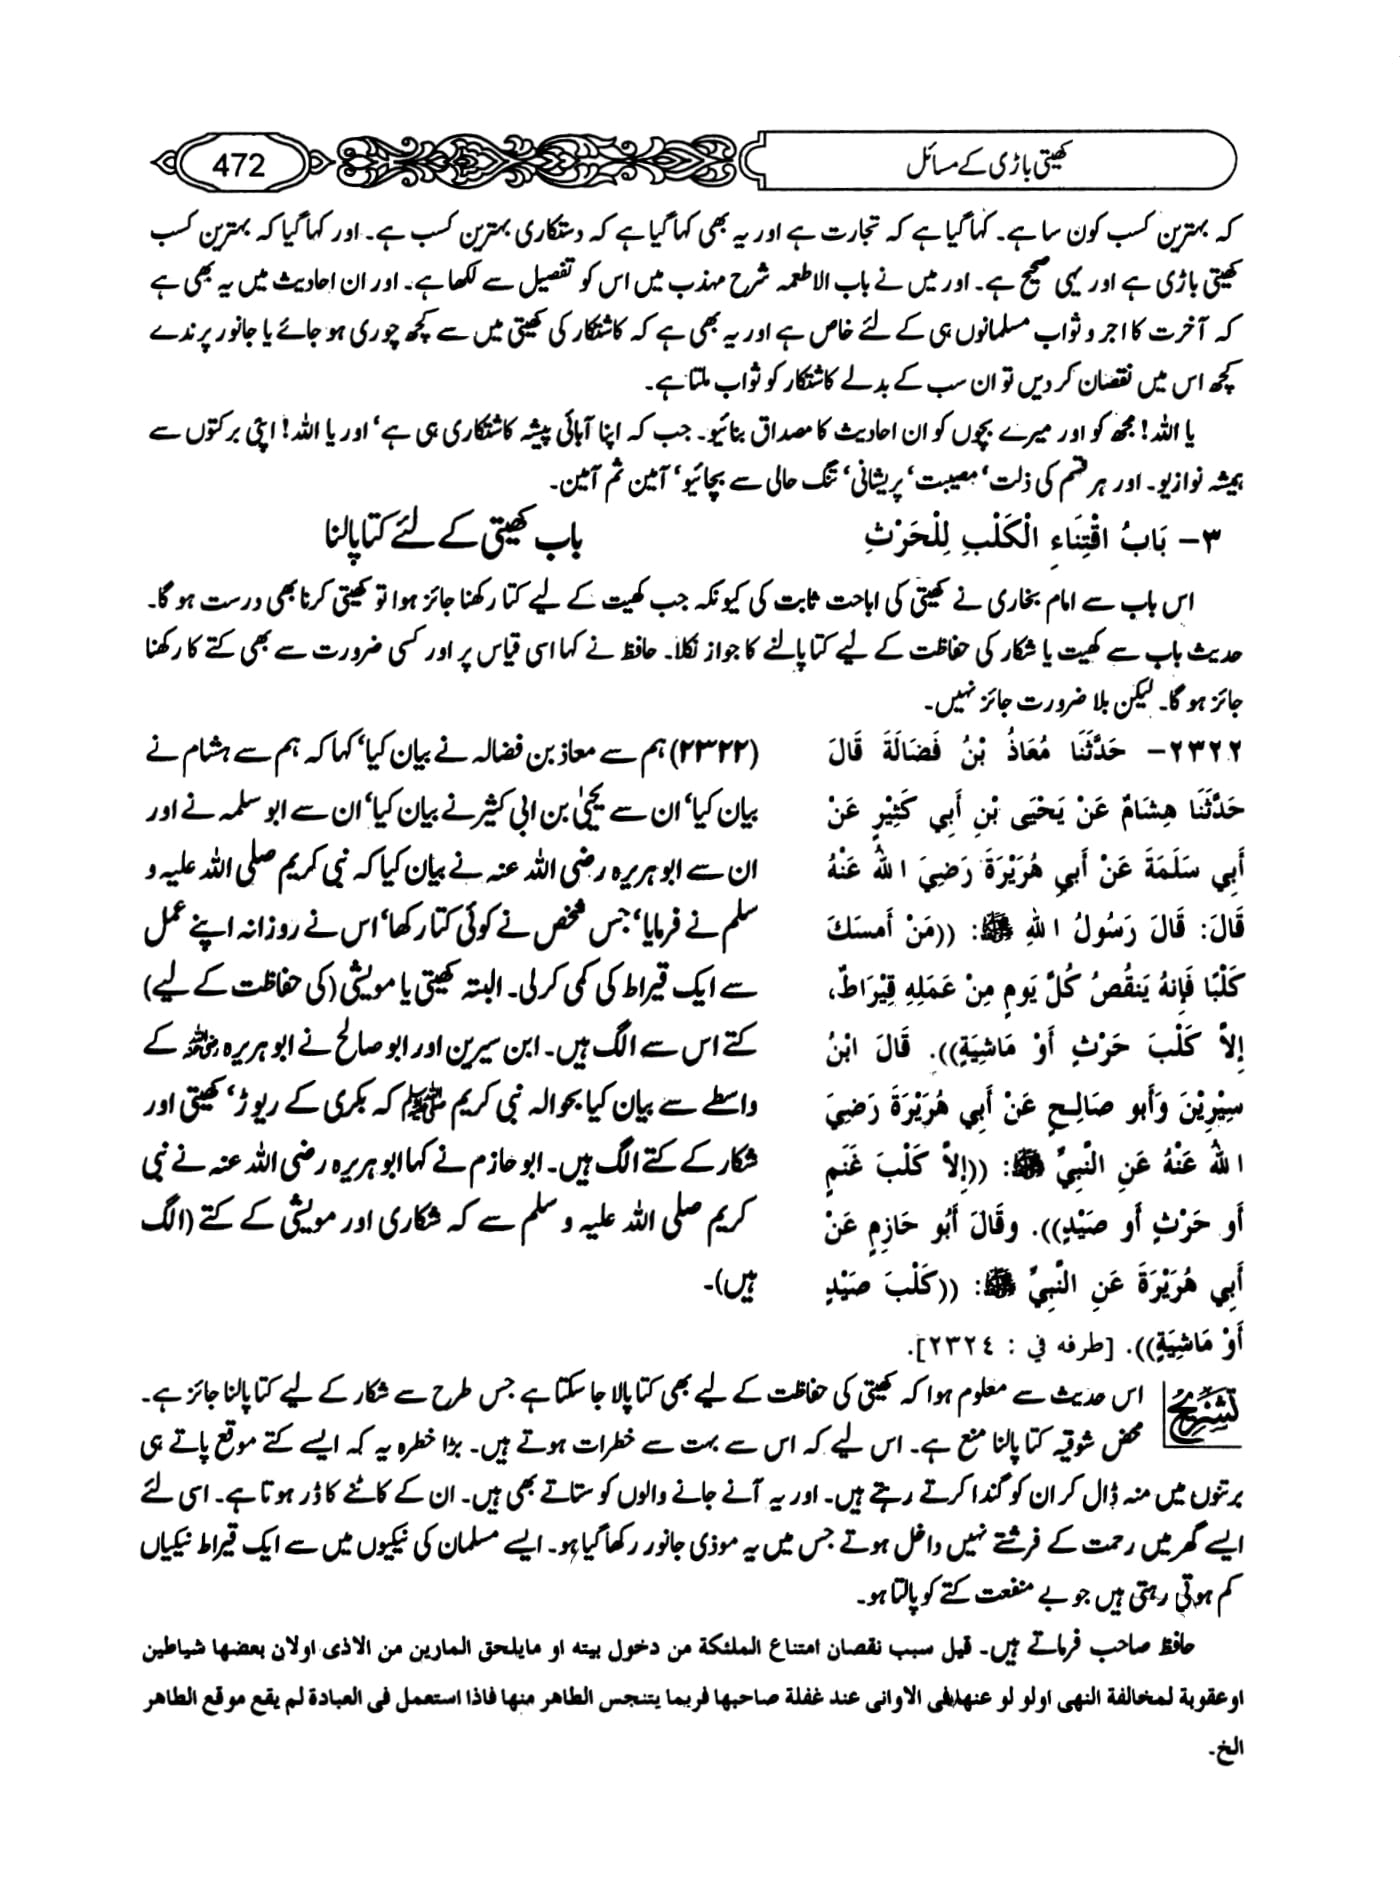 کھیتی باڑی کے مسائل
472
کہ بہترین کسب کون سا ہے۔ کہا گیا ہے کہ تجارت ہے اور یہ بھی کہا گیا ہے کہ دستکاری بہترین کسب ہے۔ اور کہا گیا کہ بہترین کسب
کھیتی باڑی ہے اور یہی صحیح ہے۔ اور میں نے باب الاطعمہ شرح مہذب میں اس کو تفصیل سے لکھا ہے۔ اور ان احادیث میں یہ بھی ہے
کہ آخرت کا اجر و ثواب مسلمانوں ہی کے لئے خاص ہے اور یہ بھی ہے کہ کاشتکار کی کھیتی میں سے کچھ چوری ہو جائے یا جانور پرندے
کچھ اس میں نقصان کر دیں تو ان سب کے بدلے کاشتکار کو ثواب ملتا ہے۔
یا اللہ! مجھ کو اور میرے بچوں کو ان احادیث کا مصداق بنائیو۔ جب کہ اپنا آبائی پیشہ کاشتکاری ہی ہے‘ اور یا اللہ! اپنی برکتوں سے
ہمیشہ نوازیو۔ اور ہر قسم کی ذلت‘ مصیبت‘ پریشانی‘ تنگ حالی سے بچائیو‘ آمین ثم آمین۔
٣- بَابُ اقْتِنَاءِ الْكَلْبِ لِلْحَرْثِ
باب کھیتی کے لئے کتا پالنا
اس باب سے امام بخاری نے کھیتی کی اباحت ثابت کی کیونکہ جب کھیت کے لیے کتا رکھنا جائز ہوا تو کھیتی کرنا بھی درست ہو گا۔
حدیث باب سے کھیت یا شکار کی حفاظت کے لیے کتا پالنے کا جواز نکلا۔ حافظ نے کہا اسی قیاس پر اور کسی ضرورت سے بھی کتے کا رکھنا
جائز ہو گا۔ لیکن بلا ضرورت جائز نہیں۔
٢٣٢٢- حَدَّثَنَا مُعَاذُ بْنُ فَضَالَةَ قَالَ
حَدَّثَنَا هِشَامٌ عَنْ يَحْيَى بْنِ أَبِي كَثِيْرٍ عَنْ
أَبِي سَلَمَةَ عَنْ أَبِي هُرَيْرَةَ رَضِيَ اللهُ عَنْهُ
قَالَ: قَالَ رَسُولُ اللهِ ﷺ: ((مَنْ أَمسَكَ
كَلْبًا فَإِنَّهُ يَنقُصُ كُلَّ يَومٍ مِنْ عَمَلِهِ قِيْرَاطٌ،
إِلاَّ كَلْبَ حَرْثٍ أَوْ مَاشِيَةٍ)). قَالَ ابْنُ
سِيْرِيْنَ وَأَبو صَالِحٍ عَنْ أَبِي هُرَيْرَةَ رَضِيَ
اللهُ عَنْهُ عَنِ النَّبِيِّ ﷺ: ((إِلاَّ كَلْبَ غَنَمٍ
أَو حَرْثٍ أَو صَيْدٍ)). وقَالَ أَبُو حَازِمٍ عَنْ
أَبِي هُرَيْرَةَ عَنِ النَّبِيِّ ﷺ: ((كَلْبَ صَيْدٍ
أَوْ مَاشِيَةٍ)). [طرفه في : ٢٣٢٤].
(۲۳۲۲) ہم سے معاذ بن فضالہ نے بیان کیا‘ کہا کہ ہم سے ہشام نے
بیان کیا‘ ان سے یحییٰ بن ابی کثیر نے بیان کیا‘ ان سے ابو سلمہ نے اور
ان سے ابو ہریرہ رضی اللہ عنہ نے بیان کیا کہ نبی کریم صلی اللہ علیہ و
سلم نے فرمایا‘ جس شخص نے کوئی کتا رکھا‘ اس نے روزانہ اپنے عمل
سے ایک قیراط کی کمی کر لی۔ البتہ کھیتی یا مویشی (کی حفاظت کے لیے)
کتے اس سے الگ ہیں۔ ابن سیرین اور ابو صالح نے ابو ہریرہ رضی اللہ عنہ کے
واسطے سے بیان کیا بحوالہ نبی کریم ﷺ کہ بکری کے ریوڑ‘ کھیتی اور
شکار کے کتے الگ ہیں۔ ابو حازم نے کہا ابو ہریرہ رضی اللہ عنہ نے نبی
کریم صلی اللہ علیہ و سلم سے کہ شکاری اور مویشی کے کتے (الگ
ہیں)۔
تشریح
اس حدیث سے معلوم ہوا کہ کھیتی کی حفاظت کے لیے بھی کتا پالا جا سکتا ہے جس طرح سے شکار کے لیے کتا پالنا جائز ہے۔
محض شوقیہ کتا پالنا منع ہے۔ اس لیے کہ اس سے بہت سے خطرات ہوتے ہیں۔ بڑا خطرہ یہ کہ ایسے کتے موقع پاتے ہی
برتنوں میں منہ ڈال کر ان کو گندا کرتے رہتے ہیں۔ اور یہ آنے جانے والوں کو ستاتے بھی ہیں۔ ان کے کاٹنے کا ڈر ہوتا ہے۔ اسی لئے
ایسے گھر میں رحمت کے فرشتے نہیں داخل ہوتے جس میں یہ موذی جانور رکھا گیا ہو۔ ایسے مسلمان کی نیکیوں میں سے ایک قیراط نیکیاں
کم ہوتی رہتی ہیں جو بے منفعت کتے کو پالتا ہو۔
حافظ صاحب فرماتے ہیں۔ قیل سبب نقصان امتناع الملئکة من دخول بیته او مایلحق المارین من الاذی اولان بعضها شیاطین
اوعقوبة لمخالفة النهی اولو لو غنهافی الاوانی عند غفلة صاحبها فربما یتنجس الطاهر منها فاذا استعمل فی العبادة لم یقع موقع الطاهر
الخ۔